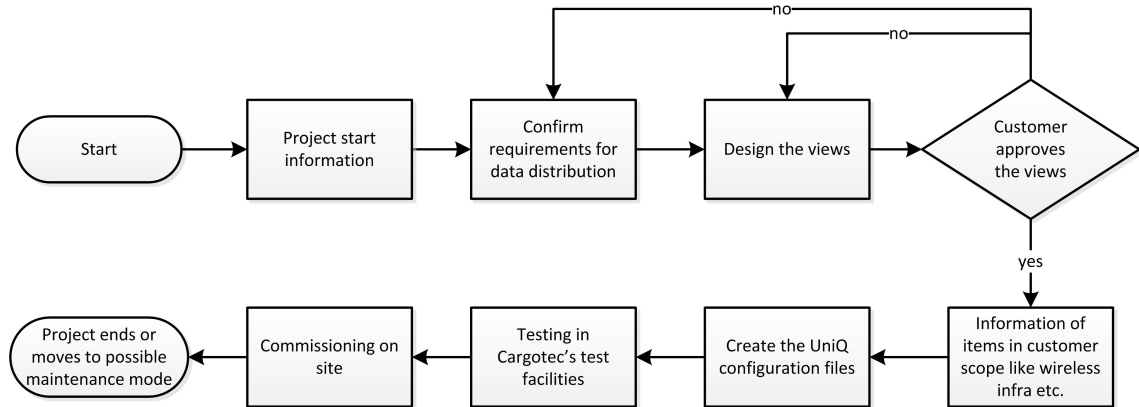 no
no
Start
Project start
information
Confirm
requirements for
data distribution
Design the views
Customer
approves
the views
yes
Project ends or
moves to possible
maintenance mode
Commissioning on
site
Testing in
Cargotec's test
facilities
Create the UniQ
configuration files
Information of
items in customer
scope like wireless
infra etc.